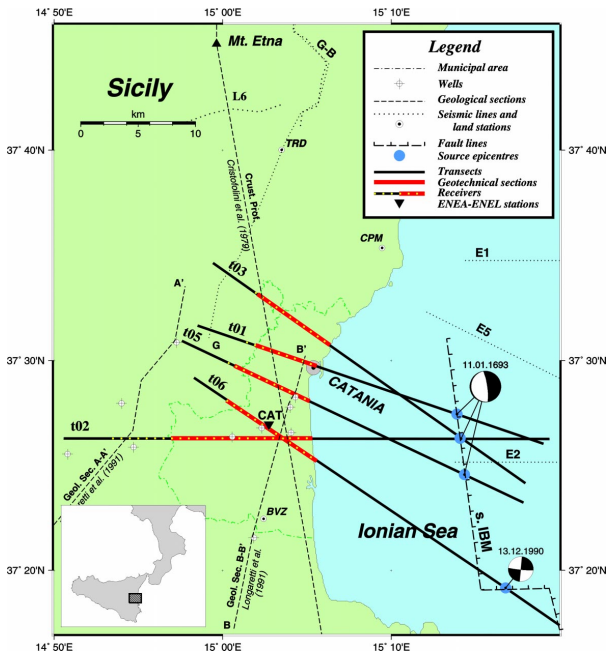 14° 50'
15° 00'
15° 10'
Mt. Etna
G-B
Sicily
L6
km
0 5 10
Legend
Municipal area
Wells
Geological sections
Seismic lines and
land stations
Fault lines
Source epicentres
Transects
Geotechnical sections
Receivers
ENEA-ENEL stations
37° 40'
37° 40'
TRD
Crust. Prof.
Cristofolini et al.
(1979)
CPM
E1
t03
A'
E5
t01
t05
G
B'
37° 30'
37° 30'
11.01.1693
CATANIA
t06
CAT
t02
E2
Geol. Sec. A-A'
retti et al.
(1991)
BVZ
Ionian Sea
s. IBM
13.12.1990
Geol. Sec. B-B'
Longaretti et al.
(1991)
37° 20'
37° 20'
B
14° 50'
15° 00'
15° 10'